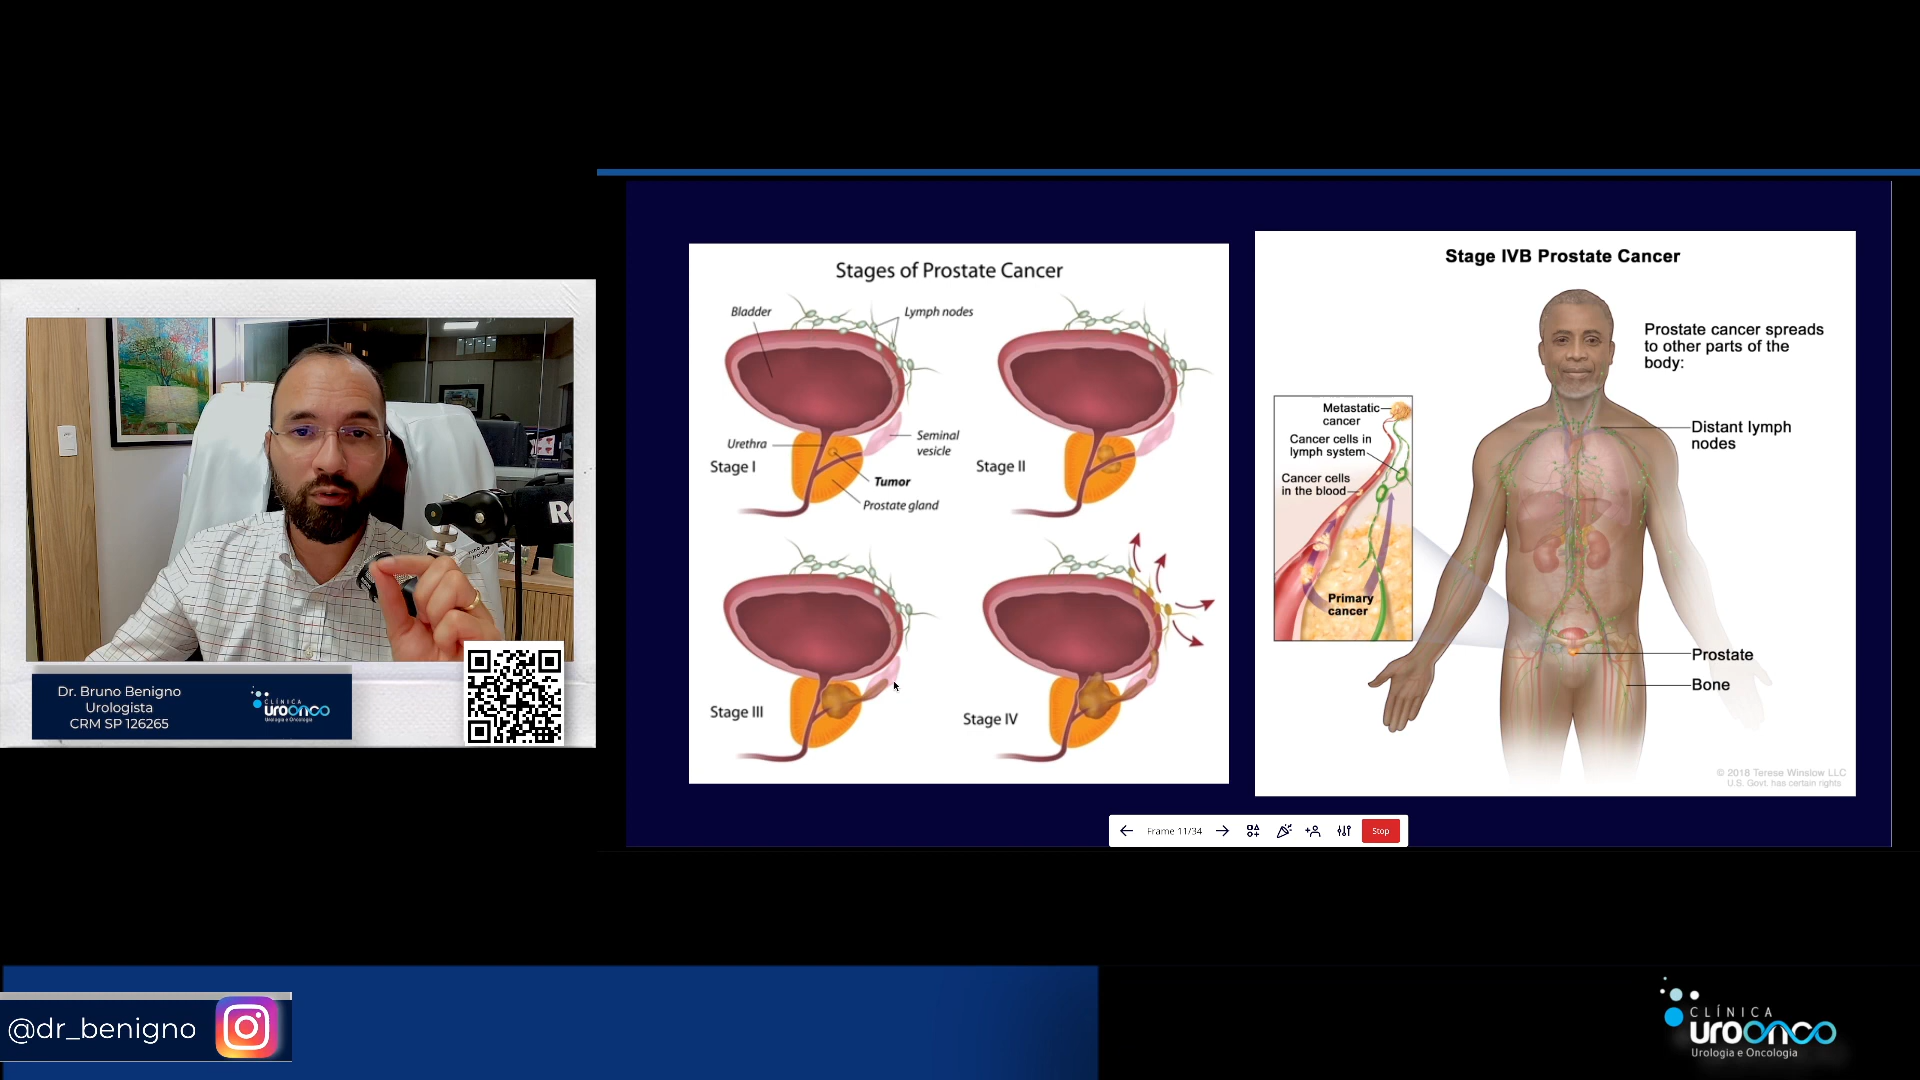 Stages of Prostate Cancer
Bladder
Lymph nodes
Urethra
Seminal
vesicle
Stage I
Tumor
Prostate gland
Stage II
Stage III
Stage IV
Stage IVB Prostate Cancer
Prostate cancer spreads
to other parts of the
body:
Metastatic
cancer
Cancer cells in
lymph system
Cancer cells
in the blood
Primary
cancer
Distant lymph
nodes
Prostate
Bone
© 2018 Terese Winslow LLC
U.S. Govt. has certain rights
Frame 11/34
Stop
Dr. Bruno Benigno
Urologista
CRM SP 126265
CLÍNICA
uroonco
Urologia e Oncologia
@dr_benigno
CLÍNICA
uroonco
Urologia e Oncologia